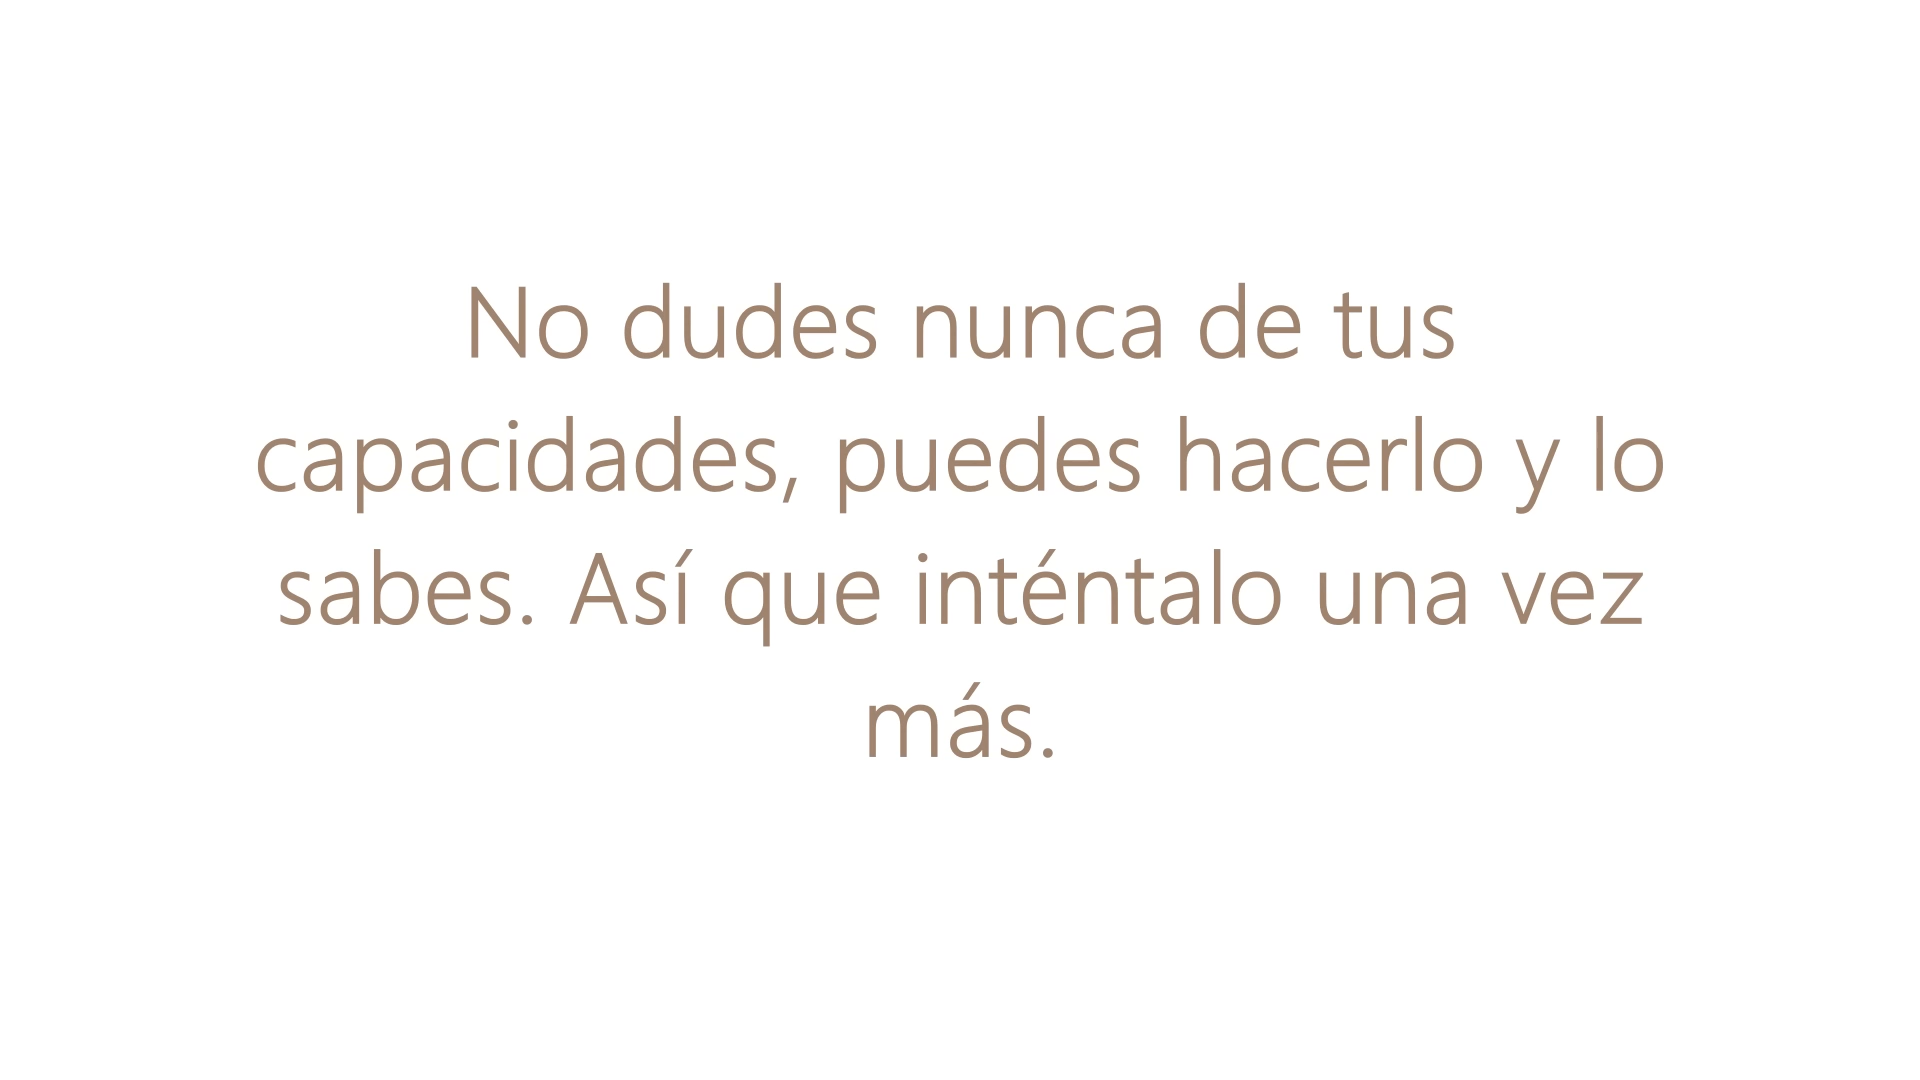 No dudes nunca de tus
capacidades, puedes hacerlo y lo
sabes. Así que inténtalo una vez
más.